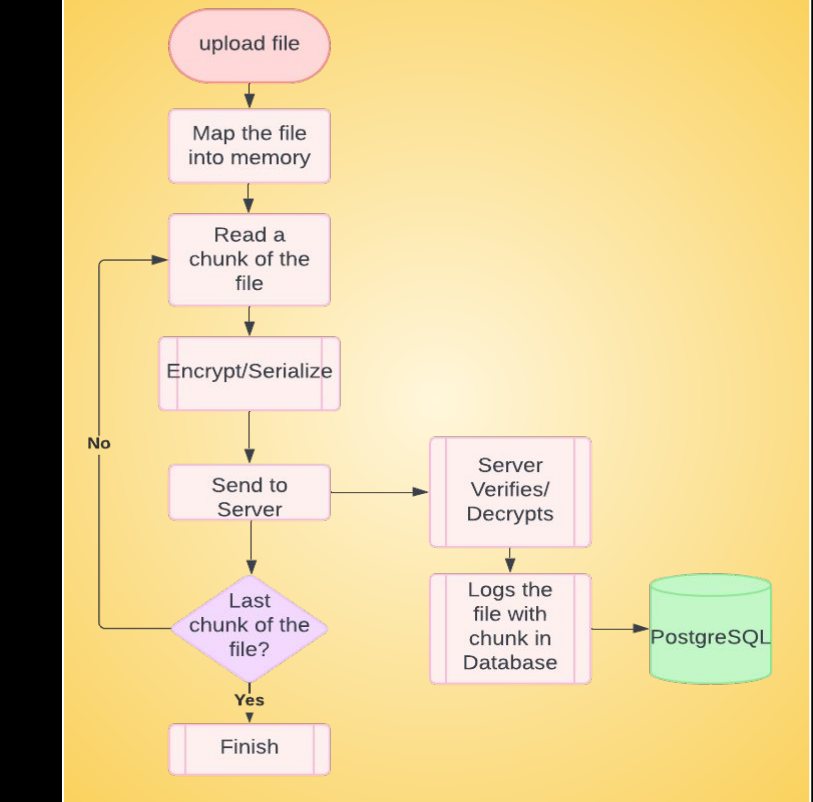 upload file
Map the file
into memory
Read a
chunk of the
file
Encrypt/Serialize
No
Send to
Server
Server
Verifies/
Decrypts
Last
chunk of the
file?
Logs the
file with
chunk in
Database
PostgreSQL
Yes
Finish